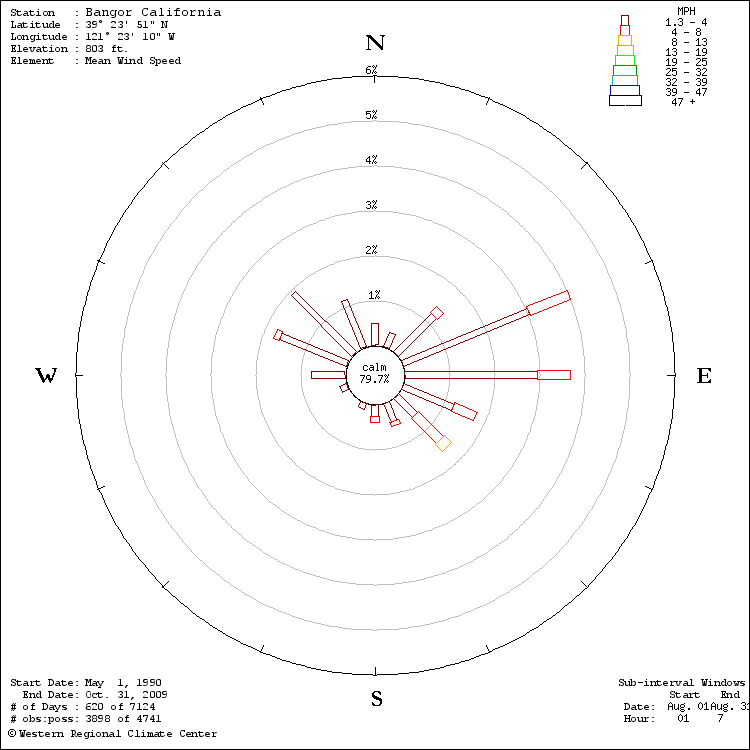 Station : Bangor California
Latitude : 39° 23' 51" N
Longitude : 121° 23' 10" W
Elevation : 803 ft.
Element : Mean Wind Speed
MPH
1.3 - 4
4 - 8
8 - 13
13 - 19
19 - 25
25 - 32
32 - 39
39 - 47
47 +
N
6%
5%
4%
3%
2%
1%
calm
79.7%
W
E
S
Start Date: May 1, 1990
End Date: Oct. 31, 2009
# of Days : 620 of 7124
# obs:poss: 3898 of 4741
© Western Regional Climate Center
Sub-interval Windows
Start End
Date: Aug. 01 Aug. 31
Hour: 01 7